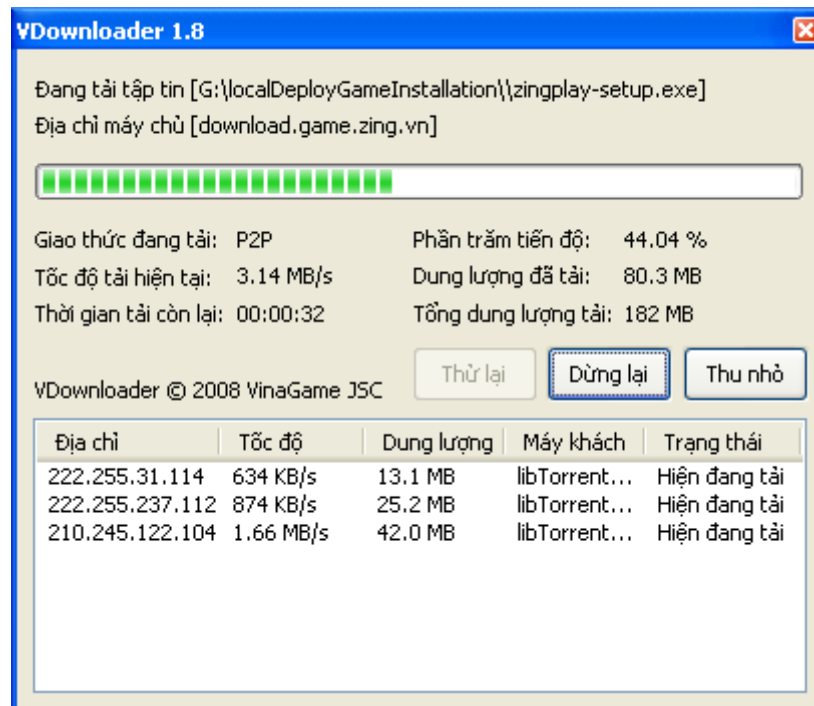 VDownloader 1.8
Đang tải tập tin [G:\localDeployGameInstallation\\zingplay-setup.exe]
Địa chỉ máy chủ [download.game.zing.vn]
Giao thức đang tải: P2P Phần trăm tiến độ: 44.04 %
Tốc độ tải hiện tại: 3.14 MB/s Dung lượng đã tải: 80.3 MB
Thời gian tải còn lại: 00:00:32 Tổng dung lượng tải: 182 MB
Thử lại Dừng lại Thu nhỏ
VDownloader © 2008 VinaGame JSC
Địa chỉ Tốc độ Dung lượng Máy khách Trạng thái
222.255.31.114 634 KB/s 13.1 MB libTorrent... Hiện đang tải
222.255.237.112 874 KB/s 25.2 MB libTorrent... Hiện đang tải
210.245.122.104 1.66 MB/s 42.0 MB libTorrent... Hiện đang tải